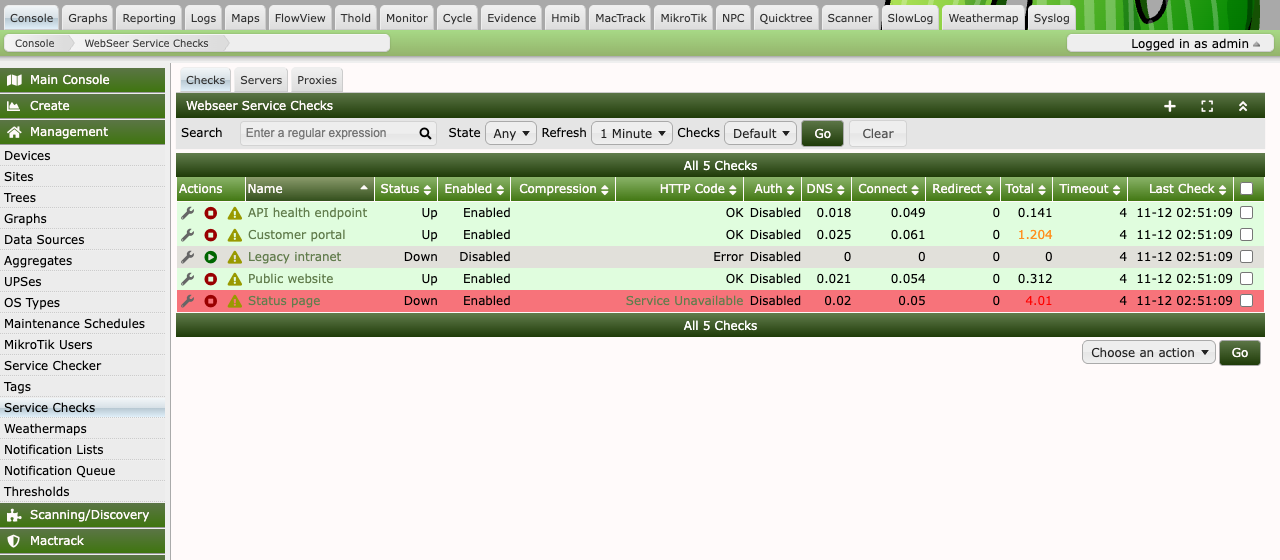 Console Graphs Reporting Logs Maps FlowView Thold Monitor Cycle Evidence Hmib MacTrack MikroTik NPC Quicktree Scanner SlowLog Weathermap Syslog
Console WebSeer Service Checks Logged in as admin
Main Console
Create
Management
Devices
Sites
Trees
Graphs
Data Sources
Aggregates
UPSes
OS Types
Maintenance Schedules
MikroTik Users
Service Checker
Tags
Service Checks
Weathermaps
Notification Lists
Notification Queue
Thresholds
Scanning/Discovery
Mactrack
Checks Servers Proxies
Webseer Service Checks
Search Enter a regular expression State Any Refresh 1 Minute Checks Default Go Clear
All 5 Checks
Actions Name Status Enabled Compression HTTP Code Auth DNS Connect Redirect Total Timeout Last Check
API health endpoint Up Enabled OK Disabled 0.018 0.049 0 0.141 4 11-12 02:51:09
Customer portal Up Enabled OK Disabled 0.025 0.061 0 1.204 4 11-12 02:51:09
Legacy intranet Down Disabled Error Disabled 0 0 0 0 4 11-12 02:51:09
Public website Up Enabled OK Disabled 0.021 0.054 0 0.312 4 11-12 02:51:09
Status page Down Enabled Service Unavailable Disabled 0.02 0.05 0 4.01 4 11-12 02:51:09
All 5 Checks
Choose an action Go